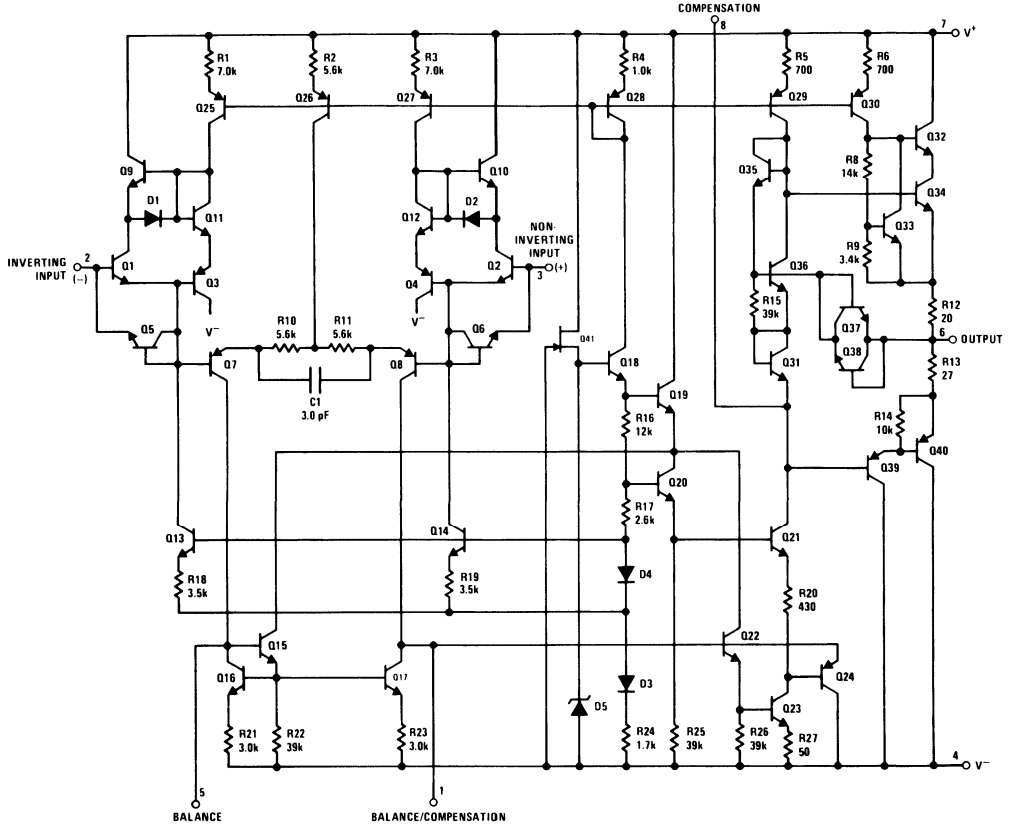 COMPENSATION
8
7
V+
R1
7.0k
R2
5.6k
R3
7.0k
R4
1.0k
R5
700
R6
700
Q25
Q26
Q27
Q28
Q29
Q30
Q32
Q9
Q10
Q35
R8
14k
Q34
D1
D2
Q11
Q12
NON-
INVERTING
INPUT
Q33
INVERTING
INPUT
2
(−)
Q1
Q3
Q4
Q2
3
(+)
Q36
R9
3.4k
V−
V−
R15
39k
R12
20
Q5
Q6
Q37
6
OUTPUT
R10
5.6k
R11
5.6k
Q41
Q38
Q7
Q8
Q18
Q31
R13
27
C1
3.0 pF
Q19
R16
12k
R14
10k
Q40
Q39
Q20
R17
2.6k
Q13
Q14
Q21
D4
R18
3.5k
R19
3.5k
R20
430
Q15
Q22
Q16
Q17
Q24
D3
Q23
D5
R21
3.0k
R22
39k
R23
3.0k
R24
1.7k
R25
39k
R26
39k
R27
50
4
V−
5
BALANCE
1
BALANCE/COMPENSATION